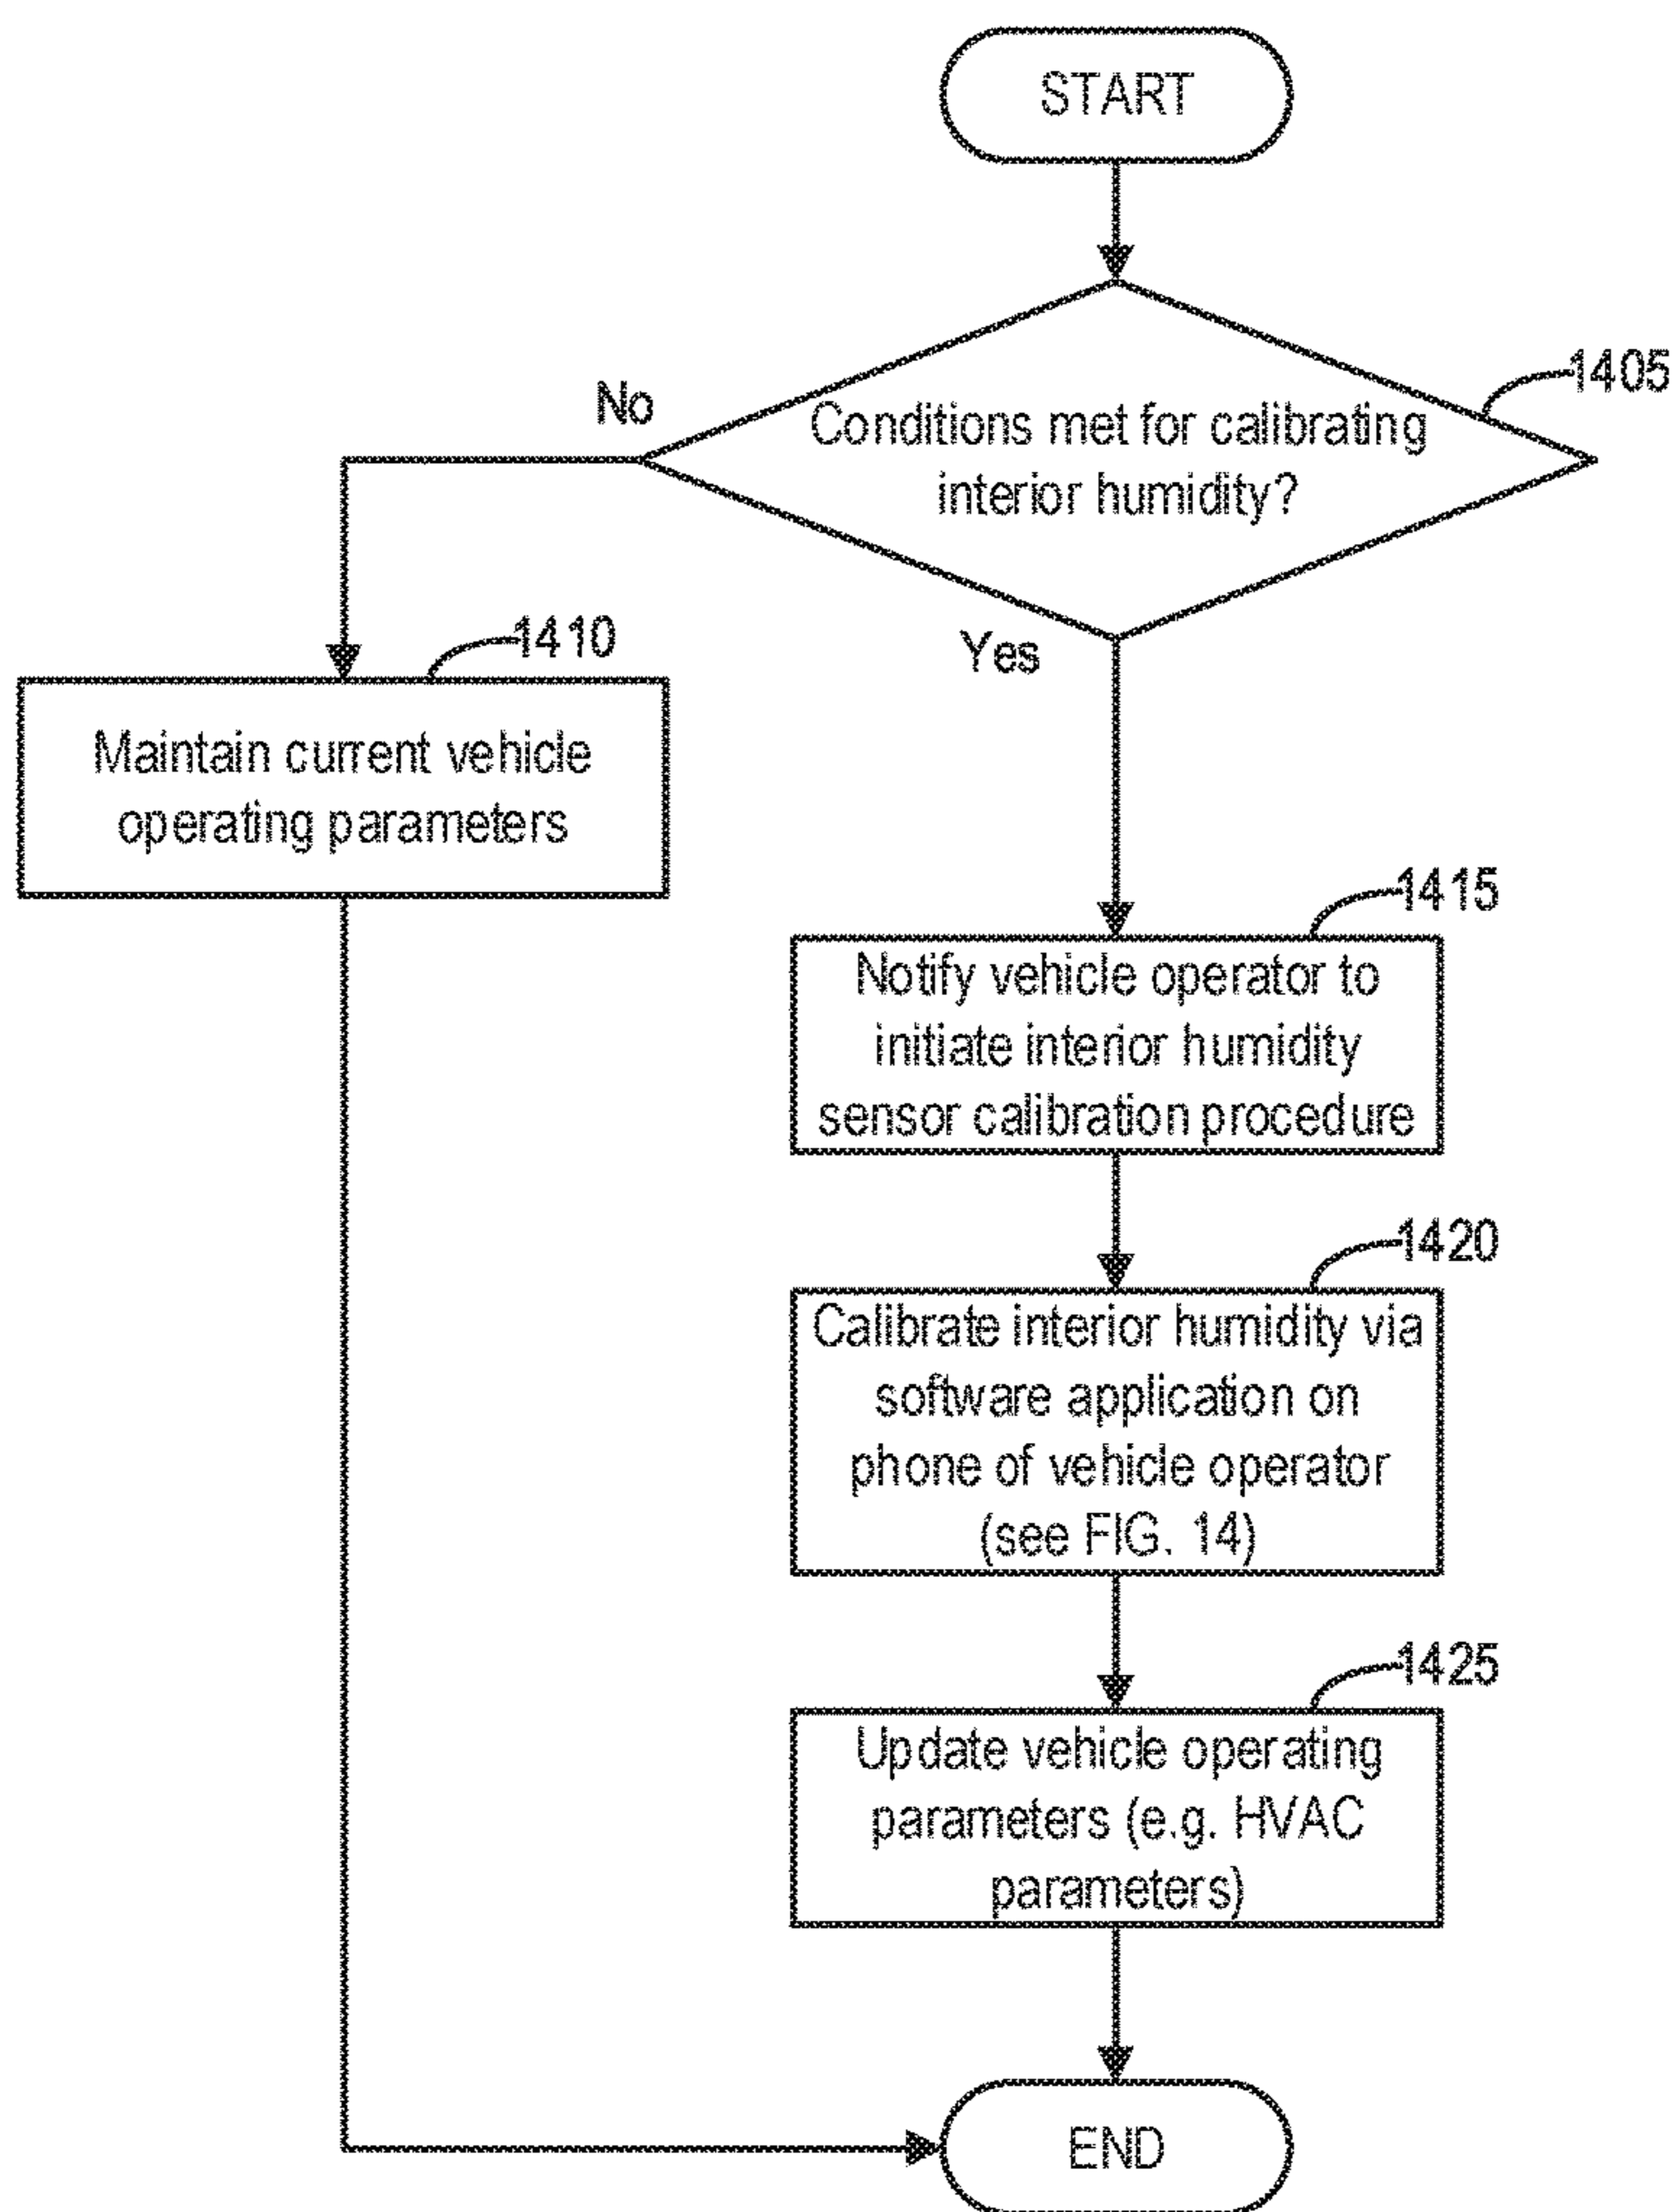 START
1405
No
Conditions met for calibrating
interior humidity?
Yes
1410
Maintain current vehicle
operating parameters
1415
Notify vehicle operator to
initiate interior humidity
sensor calibration procedure
1420
Calibrate interior humidity via
software application on
phone of vehicle operator
(see FIG. 14)
1425
Update vehicle operating
parameters (e.g. HVAC
parameters)
END